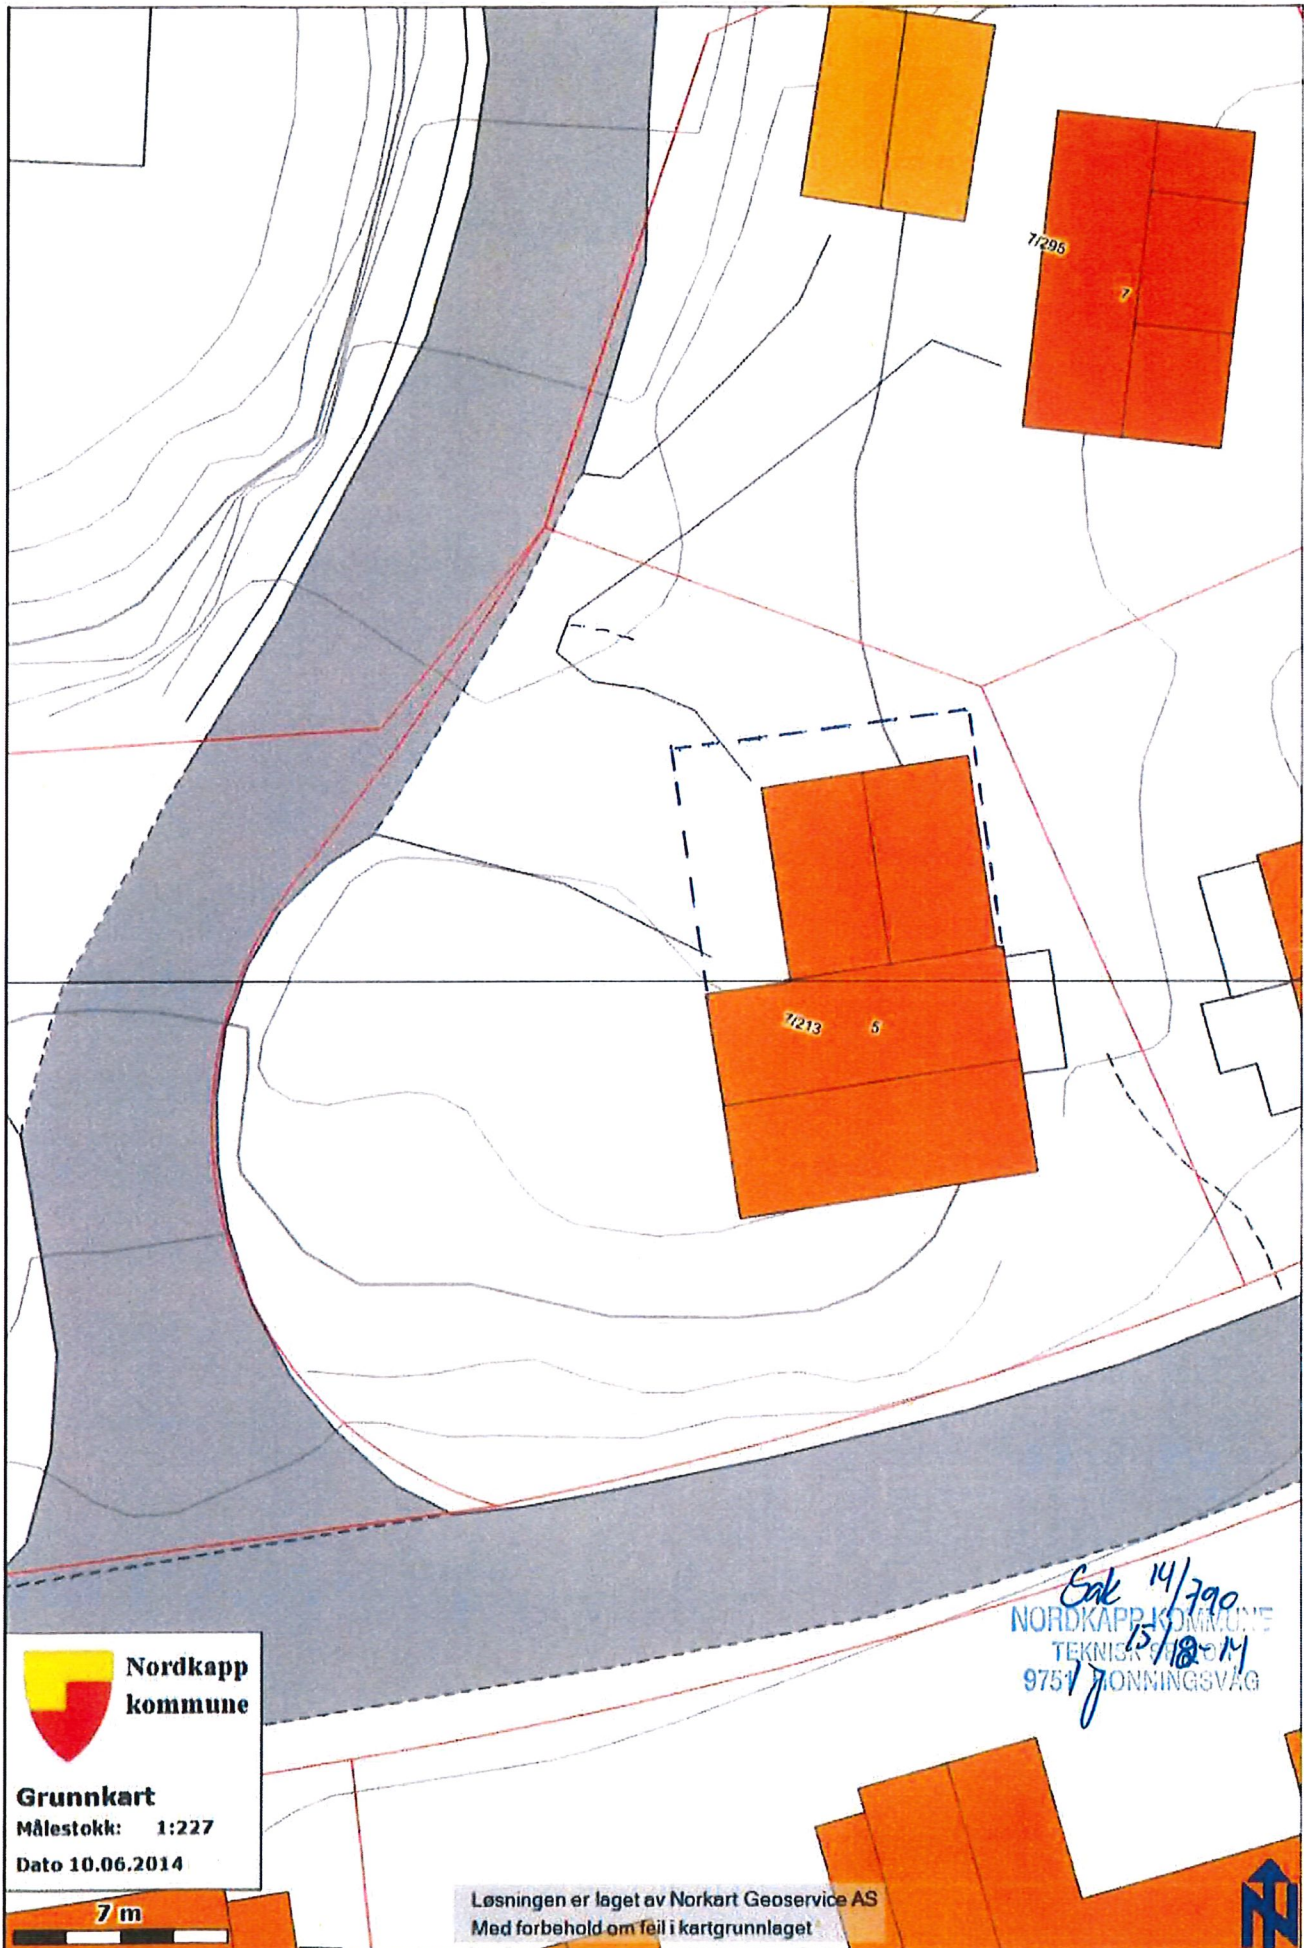 7/295
7
7/213
5
Sak 14/790
NORDKAPP KOMMUNE
15/12-14
TEKNISK
9751 HONNINGSVÅG
Nordkapp
kommune
Grunnkart
Målestokk: 1:227
Dato 10.06.2014
7 m
Løsningen er laget av Norkart Geoservice AS
Med forbehold om feil i kartgrunnlaget
N